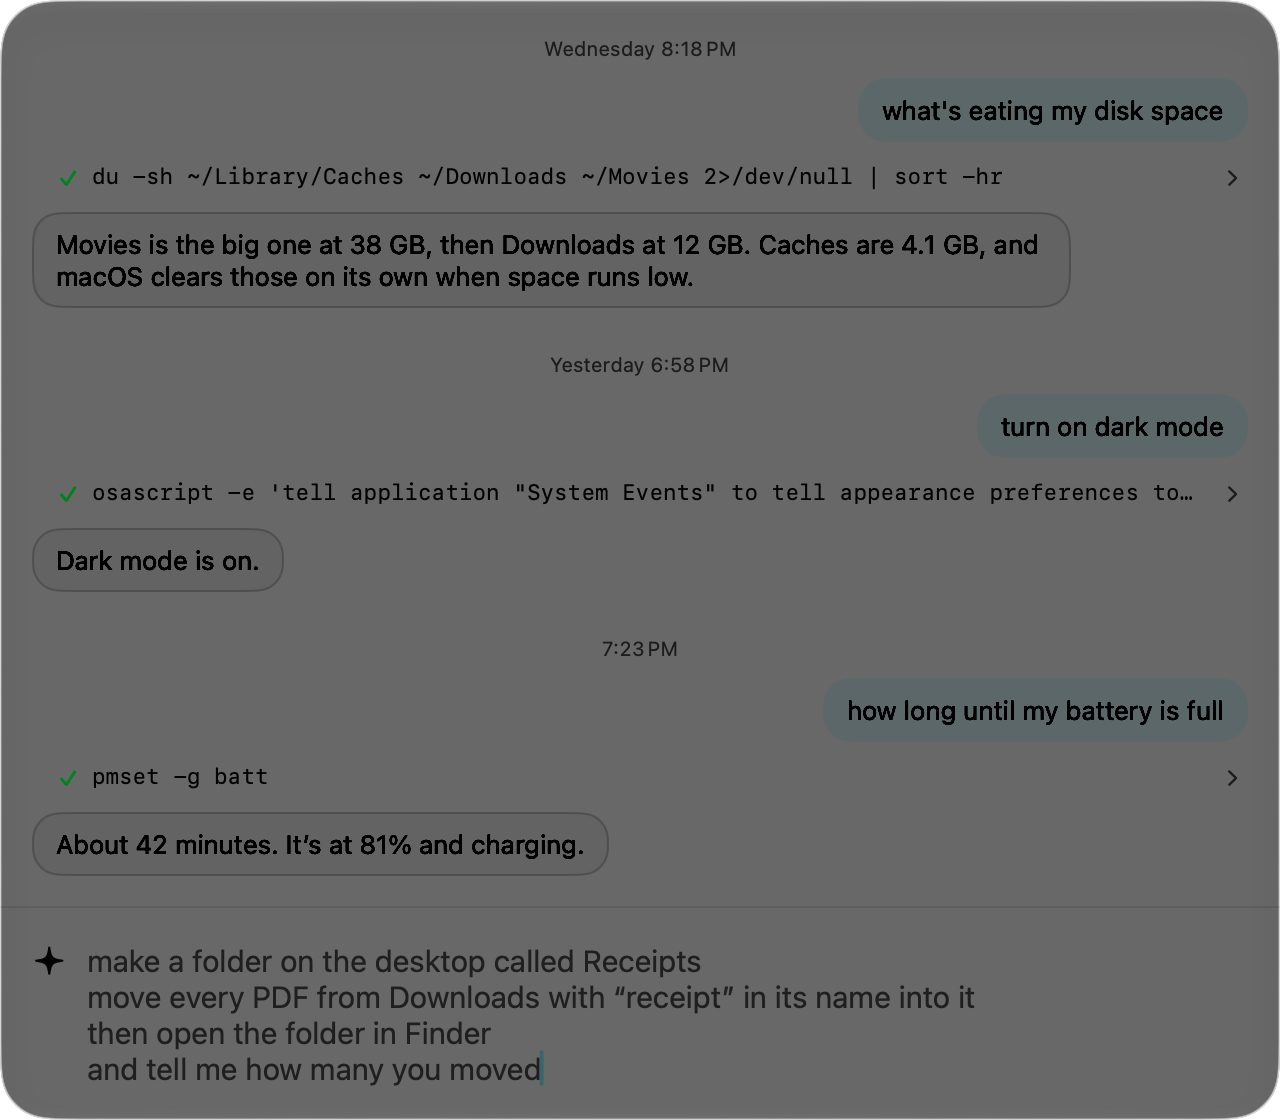 Wednesday 8:18 PM
what's eating my disk space
du -sh ~/Library/Caches ~/Downloads ~/Movies 2>/dev/null | sort -hr
Movies is the big one at 38 GB, then Downloads at 12 GB. Caches are 4.1 GB, and
macOS clears those on its own when space runs low.
Yesterday 6:58 PM
turn on dark mode
osascript -e 'tell application "System Events" to tell appearance preferences to…
Dark mode is on.
7:23 PM
how long until my battery is full
pmset -g batt
About 42 minutes. It’s at 81% and charging.
make a folder on the desktop called Receipts
move every PDF from Downloads with “receipt” in its name into it
then open the folder in Finder
and tell me how many you moved